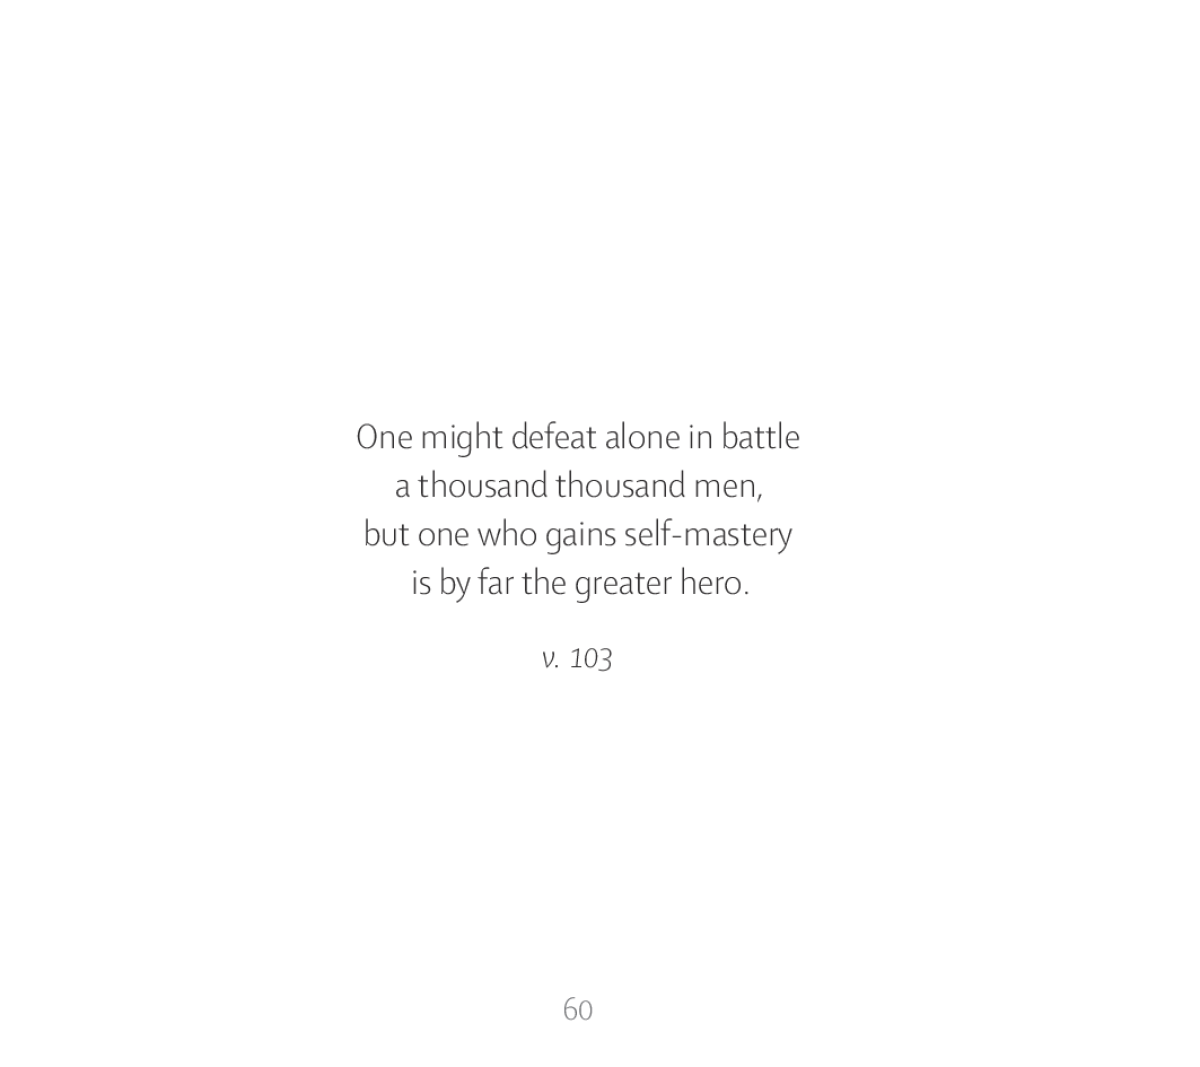 One might defeat alone in battle
a thousand thousand men,
but one who gains self-mastery
is by far the greater hero.
v. 103
60